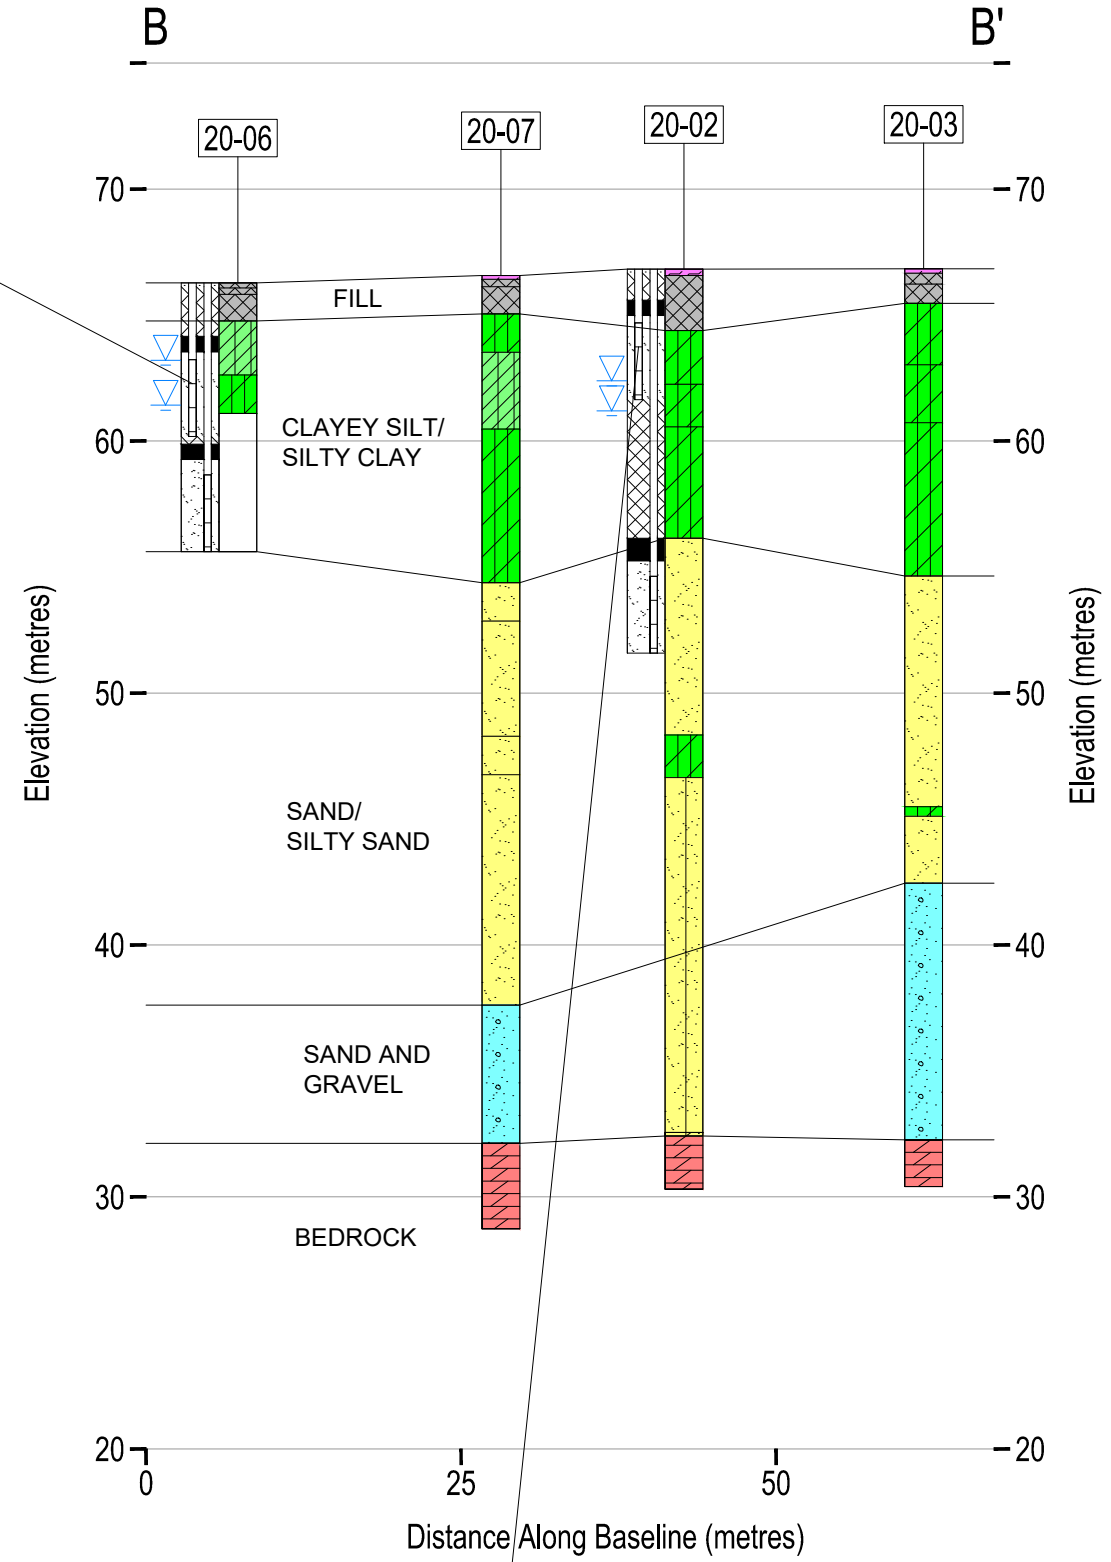 B B'
20-06 20-07 20-02 20-03
70 70
FILL
60 60
CLAYEY SILT/
SILTY CLAY
Elevation (metres) Elevation (metres)
50 50
SAND/
SILTY SAND
40 40
SAND AND
GRAVEL
30 30
BEDROCK
20 20
0 25 50
Distance Along Baseline (metres)